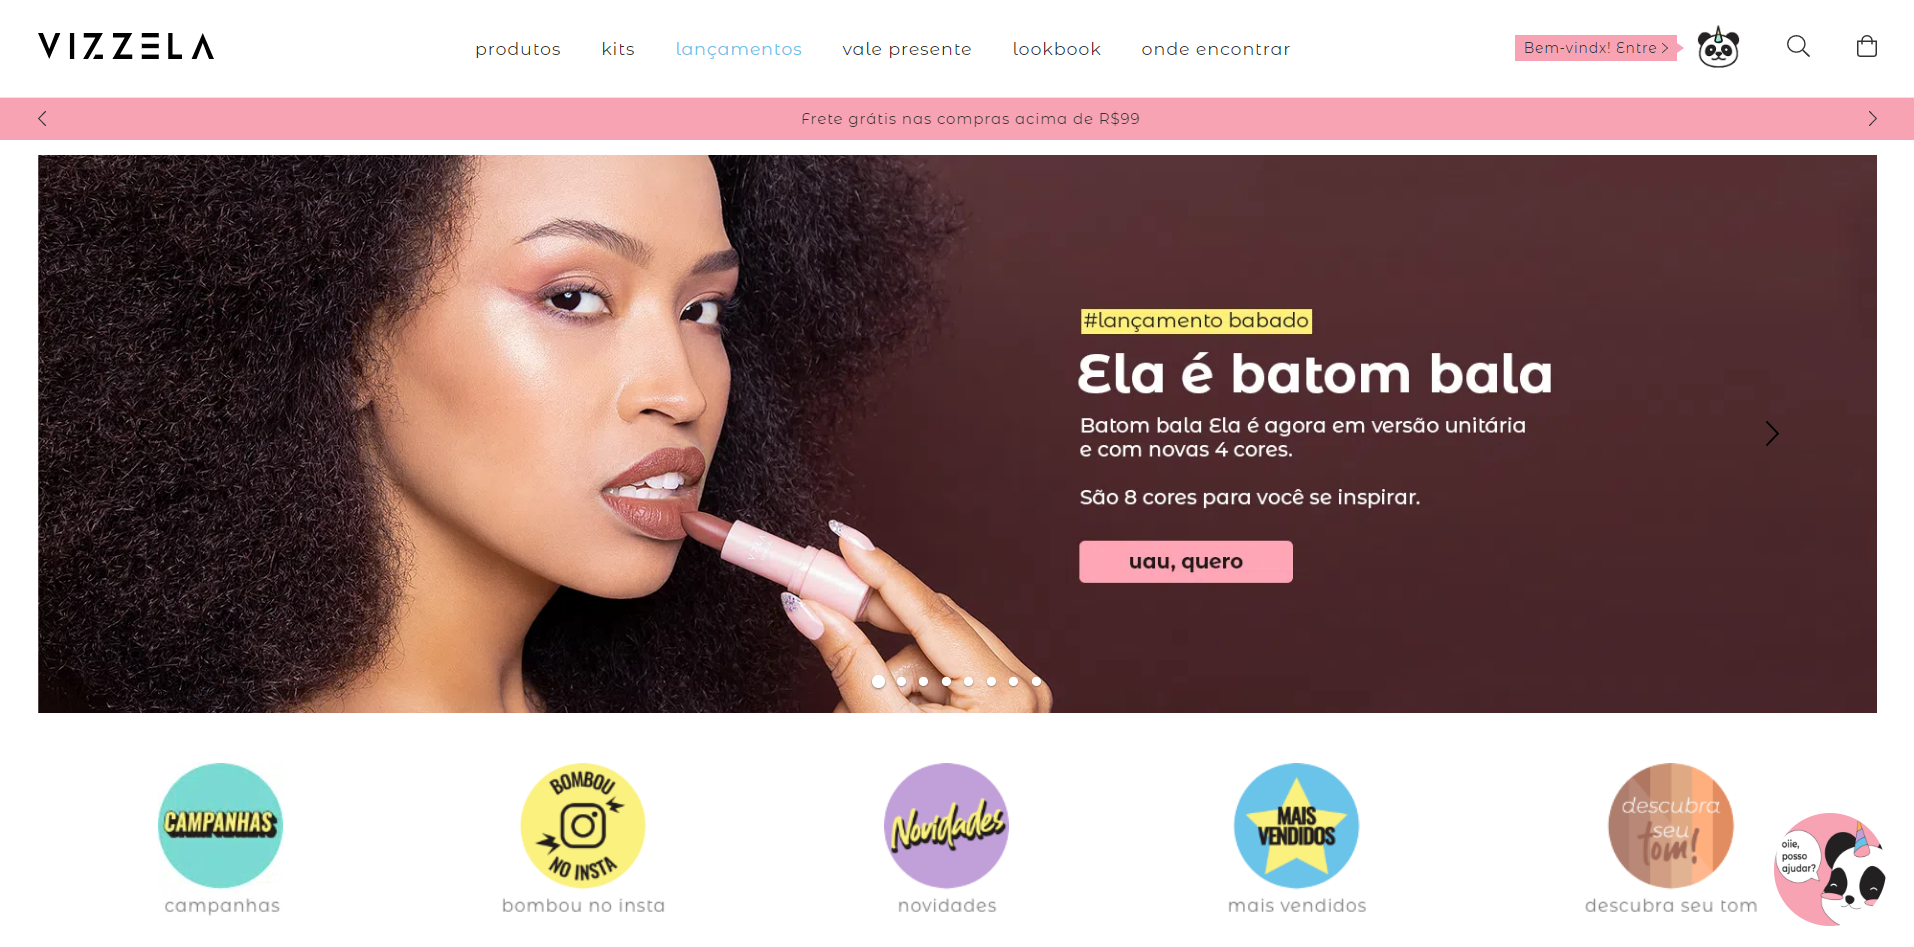 VIZZELA
produtos kits lançamentos vale presente lookbook onde encontrar
Bem-vindx! Entre
Frete grátis nas compras acima de R$99
#lançamento babado
Ela é batom bala
Batom bala Ela é agora em versão unitária
e com novas 4 cores.
São 8 cores para você se inspirar.
uau, quero
CAMPANHAS
BOMBOU
NO INSTA
Novidades
MAIS
VENDIDOS
descubra
seu
tom!
oiie,
posso
ajudar?
campanhas
bombou no insta
novidades
mais vendidos
descubra seu tom